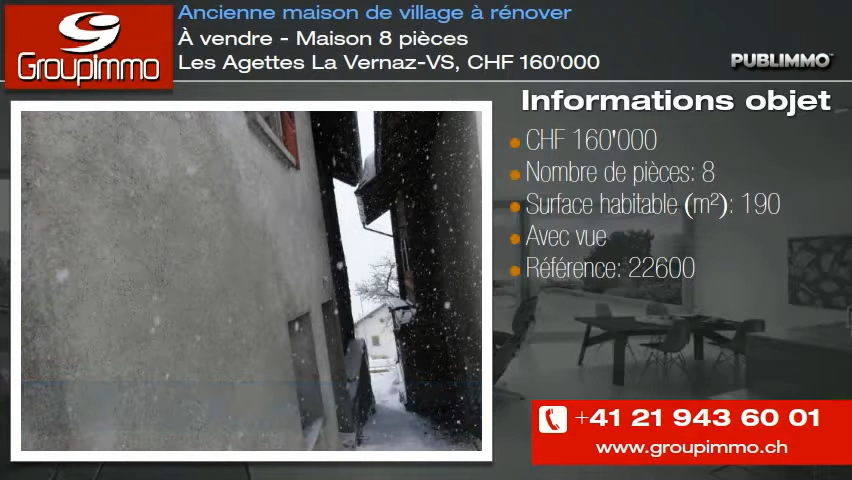 Groupimmo
Ancienne maison de village à rénover
À vendre - Maison 8 pièces
Les Agettes La Vernaz-VS, CHF 160'000
PUBLIMMO
Informations objet
CHF 160'000
Nombre de pièces: 8
Surface habitable (m²): 190
Avec vue
Référence: 22600
+41 21 943 60 01
www.groupimmo.ch